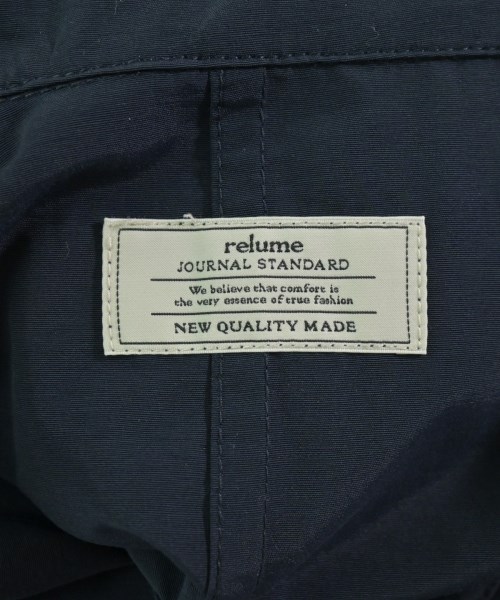 relume
JOURNAL STANDARD
We believe that comfort is
the very essence of true fashion
NEW QUALITY MADE